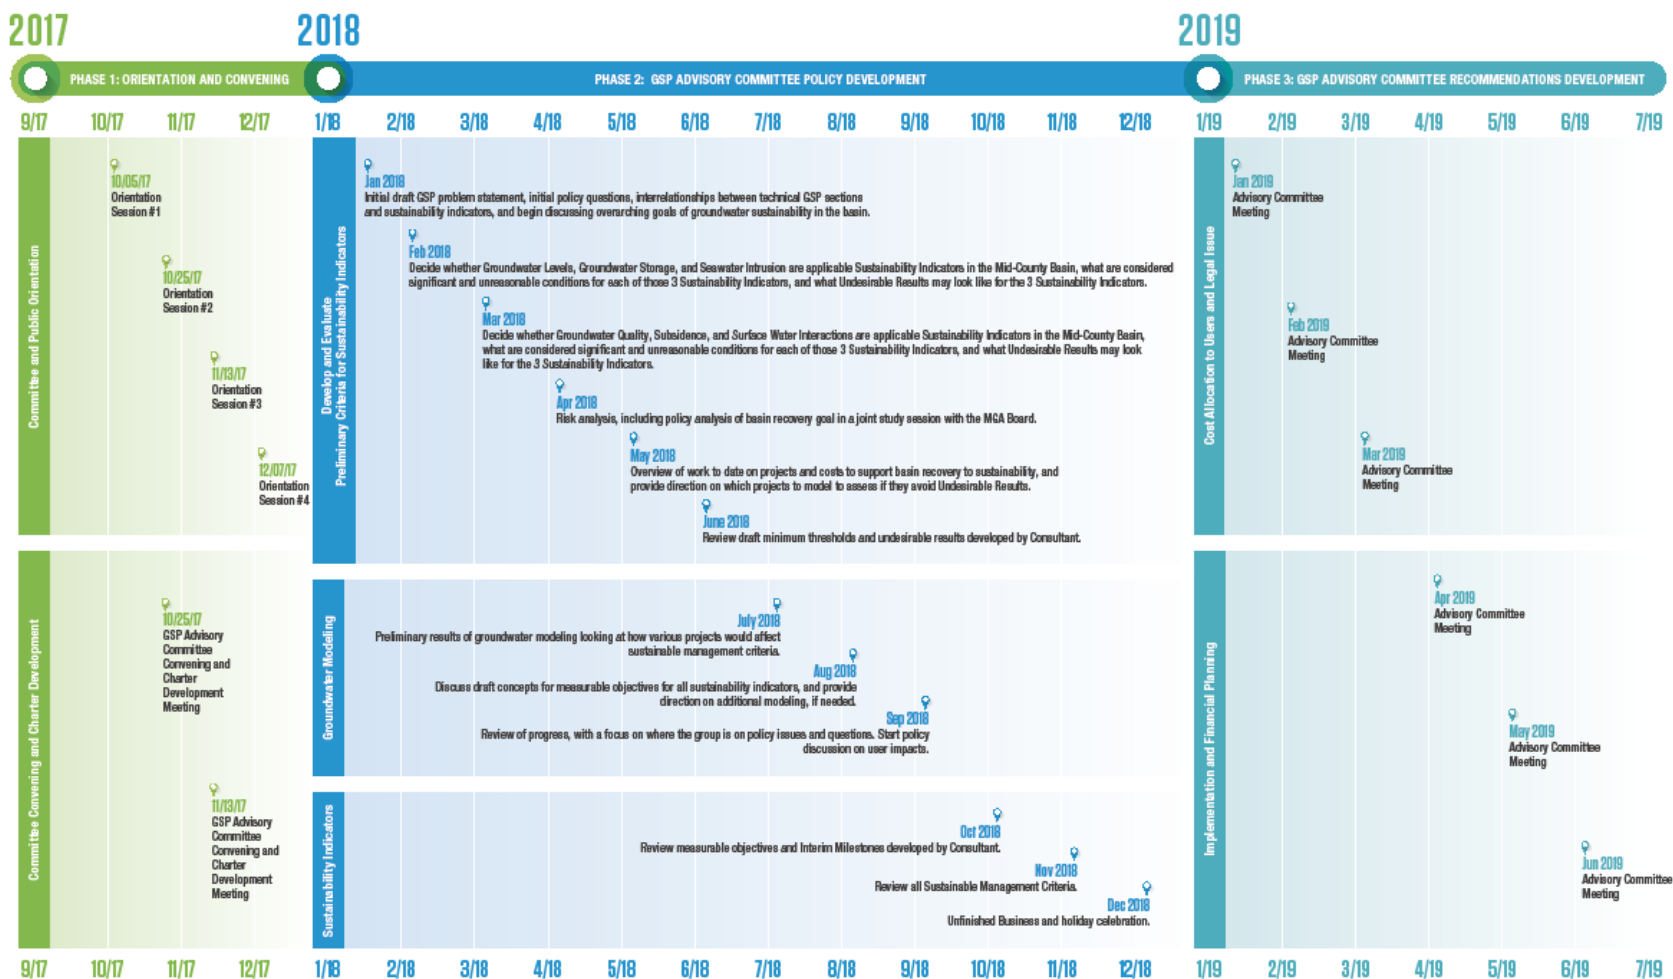 2017
2018
2019
PHASE 1: ORIENTATION AND CONVENING
PHASE 2: GSP ADVISORY COMMITTEE POLICY DEVELOPMENT
PHASE 3: GSP ADVISORY COMMITTEE RECOMMENDATIONS DEVELOPMENT
9/17 10/17 11/17 12/17 1/18 2/18 3/18 4/18 5/18 6/18 7/18 8/18 9/18 10/18 11/18 12/18 1/19 2/19 3/19 4/19 5/19 6/19 7/19
Committee and Public Orientation
10/05/17
Orientation
Session #1
10/25/17
Orientation
Session #2
11/13/17
Orientation
Session #3
12/07/17
Orientation
Session #4
Committee Convening and Charter Development
10/25/17
GSP Advisory
Committee
Convening and
Charter
Development
Meeting
11/13/17
GSP Advisory
Committee
Convening and
Charter
Development
Meeting
Develop and Evaluate
Preliminary Criteria for Sustainability Indicators
Jan 2018
Initial draft GSP problem statement, initial policy questions, interrelationships between technical GSP sections
and sustainability indicators, and begin discussing overarching goals of groundwater sustainability in the basin.
Feb 2018
Decide whether Groundwater Levels, Groundwater Storage, and Seawater Intrusion are applicable Sustainability Indicators in the Mid-County Basin, what are considered
significant and unreasonable conditions for each of those 3 Sustainability Indicators, and what Undesirable Results may look like for the 3 Sustainability Indicators.
Mar 2018
Decide whether Groundwater Quality, Subsidence, and Surface Water Interactions are applicable Sustainability Indicators in the Mid-County Basin,
what are considered significant and unreasonable conditions for each of those 3 Sustainability Indicators, and what Undesirable Results may look
like for the 3 Sustainability Indicators.
Apr 2018
Risk analysis, including policy analysis of basin recovery goal in a joint study session with the MGA Board.
May 2018
Overview of work to date on projects and costs to support basin recovery to sustainability, and
provide direction on which projects to model to assess if they avoid Undesirable Results.
June 2018
Review draft minimum thresholds and undesirable results developed by Consultant.
Groundwater Modeling
July 2018
Preliminary results of groundwater modeling looking at how various projects would affect
sustainable management criteria.
Aug 2018
Discuss draft concepts for measurable objectives for all sustainability indicators, and provide
direction on additional modeling, if needed.
Sep 2018
Review of progress, with a focus on where the group is on policy issues and questions. Start policy
discussion on user impacts.
Sustainability Indicators
Oct 2018
Review measurable objectives and Interim Milestones developed by Consultant.
Nov 2018
Review all Sustainable Management Criteria.
Dec 2018
Unfinished Business and holiday celebration.
Cost Allocation to Users and Legal Issue
Jan 2019
Advisory Committee
Meeting
Feb 2019
Advisory Committee
Meeting
Mar 2019
Advisory Committee
Meeting
Implementation and Financial Planning
Apr 2019
Advisory Committee
Meeting
May 2019
Advisory Committee
Meeting
Jun 2019
Advisory Committee
Meeting
9/17 10/17 11/17 12/17 1/18 2/18 3/18 4/18 5/18 6/18 7/18 8/18 9/18 10/18 11/18 12/18 1/19 2/19 3/19 4/19 5/19 6/19 7/19